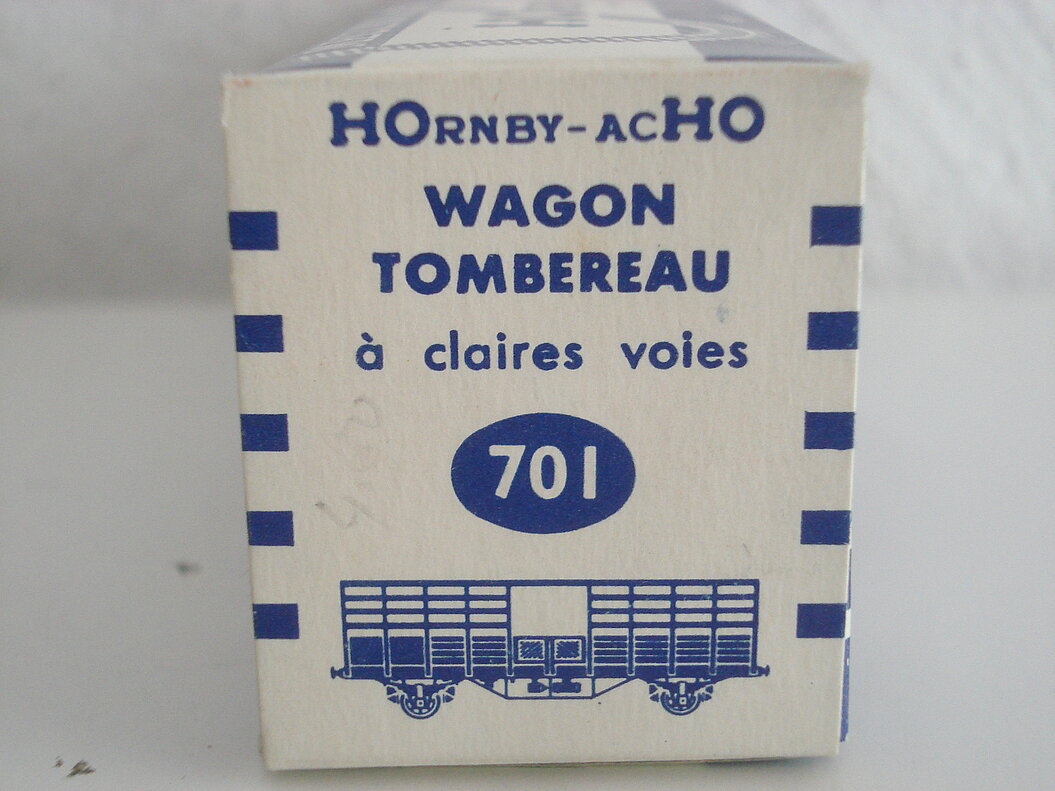 HORNBY-ACHO
WAGON
TOMBEREAU
à claires voies
701